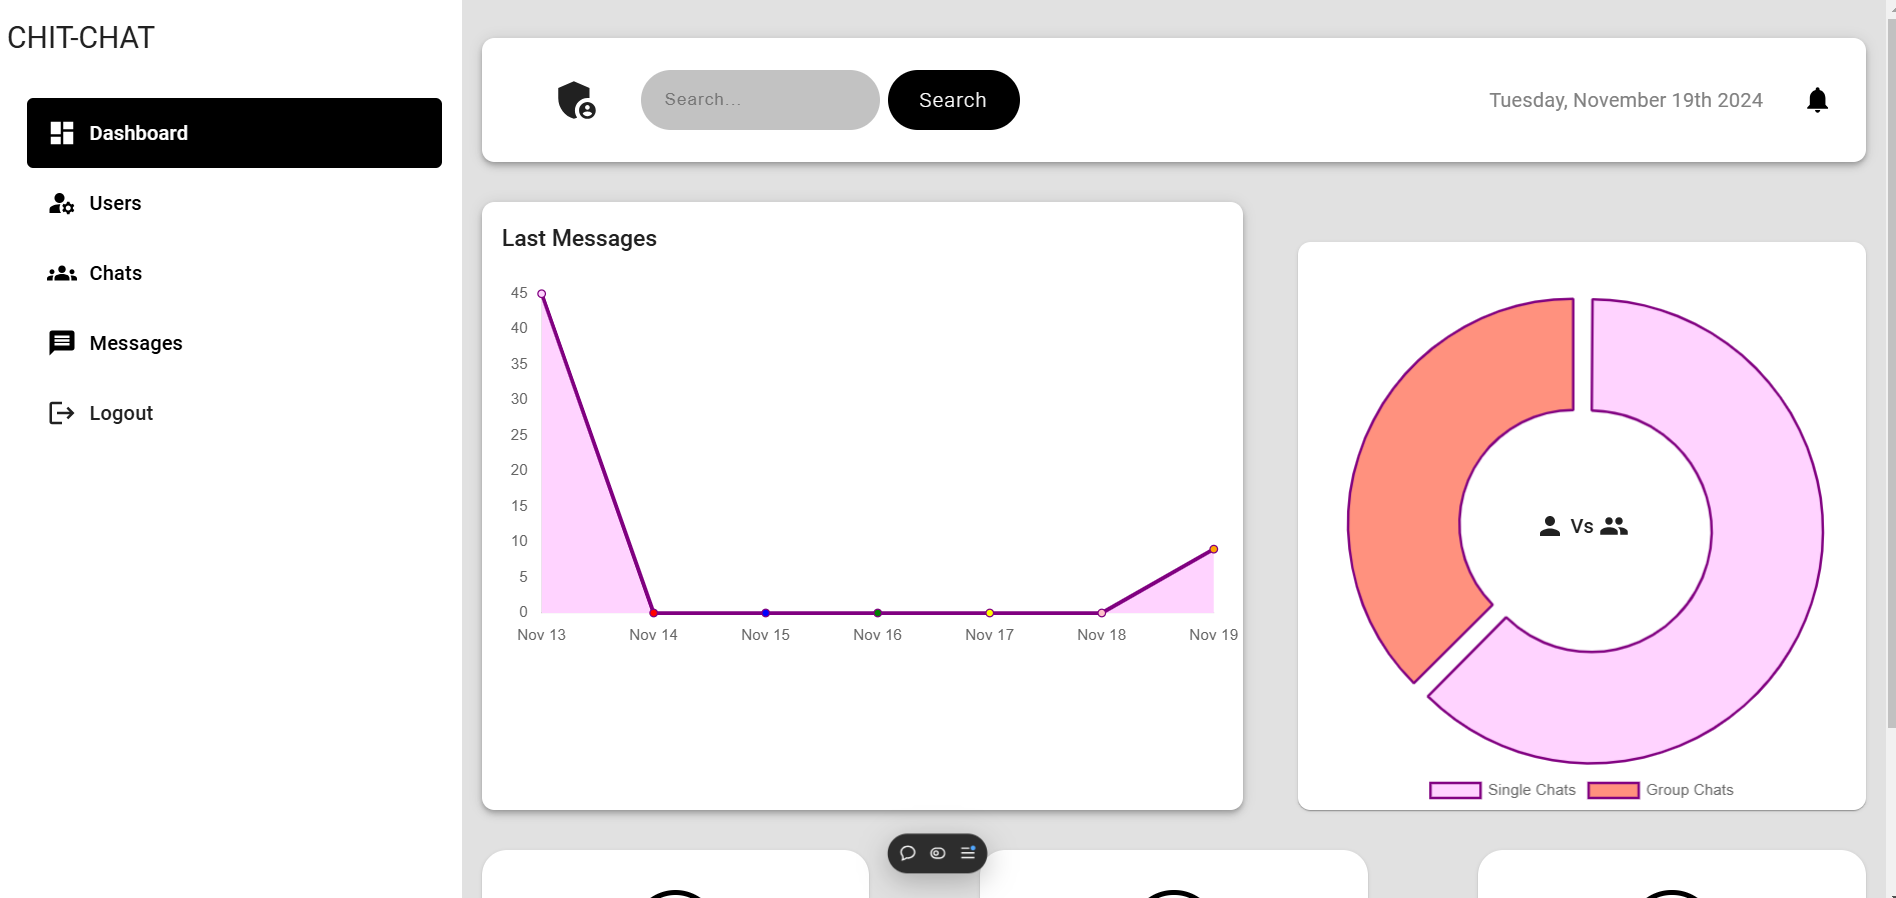 CHIT-CHAT
Dashboard
Users
Chats
Messages
Logout
Search...
Search
Tuesday, November 19th 2024
Last Messages
45
40
35
30
25
20
15
10
5
0
Nov 13 Nov 14 Nov 15 Nov 16 Nov 17 Nov 18 Nov 19
Vs
Single Chats Group Chats